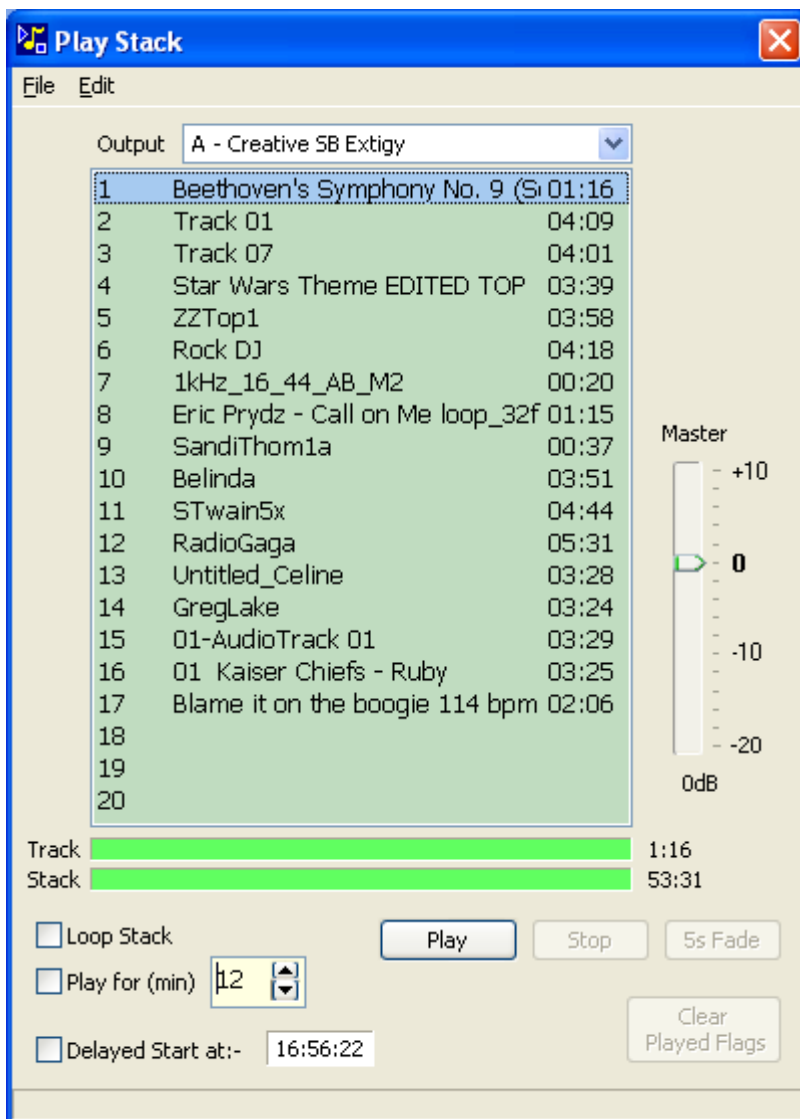 Play Stack
File Edit
Output A - Creative SB Extigy
1 Beethoven's Symphony No. 9 (S 01:16
2 Track 01 04:09
3 Track 07 04:01
4 Star Wars Theme EDITED TOP 03:39
5 ZZTop1 03:58
6 Rock DJ 04:18
7 1kHz_16_44_AB_M2 00:20
8 Eric Prydz - Call on Me loop_32f 01:15
9 SandiThom1a 00:37
10 Belinda 03:51
11 STwain5x 04:44
12 RadioGaga 05:31
13 Untitled_Celine 03:28
14 GregLake 03:24
15 01-AudioTrack 01 03:29
16 01 Kaiser Chiefs - Ruby 03:25
17 Blame it on the boogie 114 bpm 02:06
18
19
20
Master
+10
0
-10
-20
0dB
Track 1:16
Stack 53:31
Loop Stack
Play Stop 5s Fade
Play for (min) 12
Clear
Played Flags
Delayed Start at:- 16:56:22